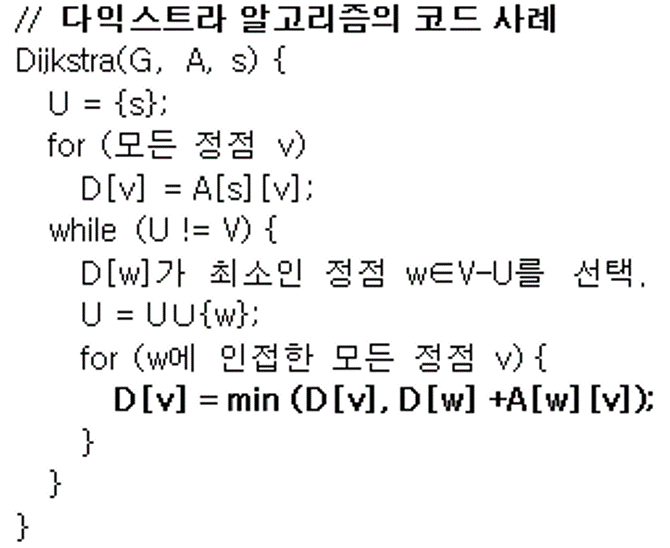 // 다익스트라 알고리즘의 코드 사례
Dijkstra(G, A, s) {
U = {s};
for (모든 정점 v)
D[v] = A[s][v];
while (U != V) {
D[w]가 최소인 정점 w∈V-U를 선택.
U = U∪{w};
for (w에 인접한 모든 정점 v) {
D[v] = min (D[v], D[w] +A[w][v]);
}
}
}